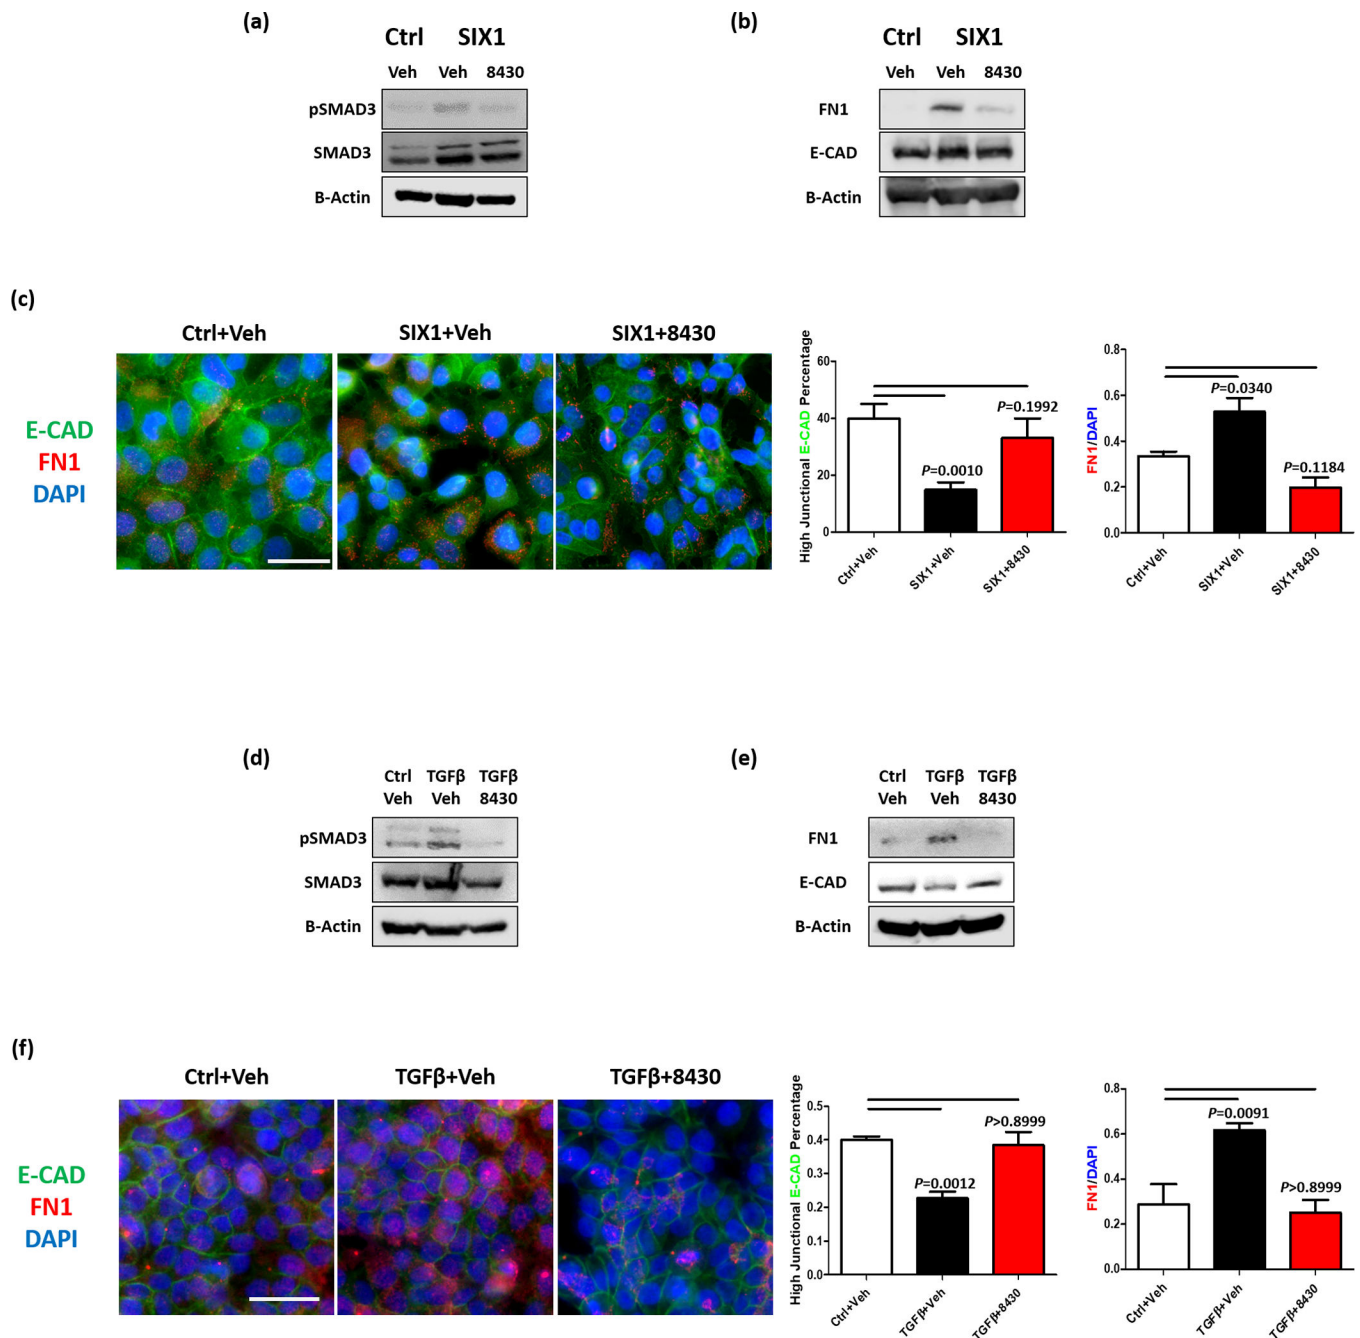 (a)
Ctrl SIX1
Veh Veh 8430
pSMAD3
SMAD3
B-Actin
(b)
Ctrl SIX1
Veh Veh 8430
FN1
E-CAD
B-Actin
(c)
Ctrl+Veh SIX1+Veh SIX1+8430
E-CAD
FN1
DAPI
High Junctional E-CAD Percentage
60
40
20
0
P=0.0010
P=0.1992
Ctrl+Veh
SIX1+Veh
SIX1+8430
FN1/DAPI
0.8
0.6
0.4
0.2
0.0
P=0.0340
P=0.1184
Ctrl+Veh
SIX1+Veh
SIX1+8430
(d)
Ctrl TGFβ TGFβ
Veh Veh 8430
pSMAD3
SMAD3
B-Actin
(e)
Ctrl TGFβ TGFβ
Veh Veh 8430
FN1
E-CAD
B-Actin
(f)
Ctrl+Veh TGFβ+Veh TGFβ+8430
E-CAD
FN1
DAPI
High Junctional E-CAD Percentage
0.5
0.4
0.3
0.2
0.1
0.0
P=0.0012
P>0.8999
Ctrl+Veh
TGFβ+Veh
TGFβ+8430
FN1/DAPI
0.8
0.6
0.4
0.2
0.0
P=0.0091
P>0.8999
Ctrl+Veh
TGFβ+Veh
TGFβ+8430